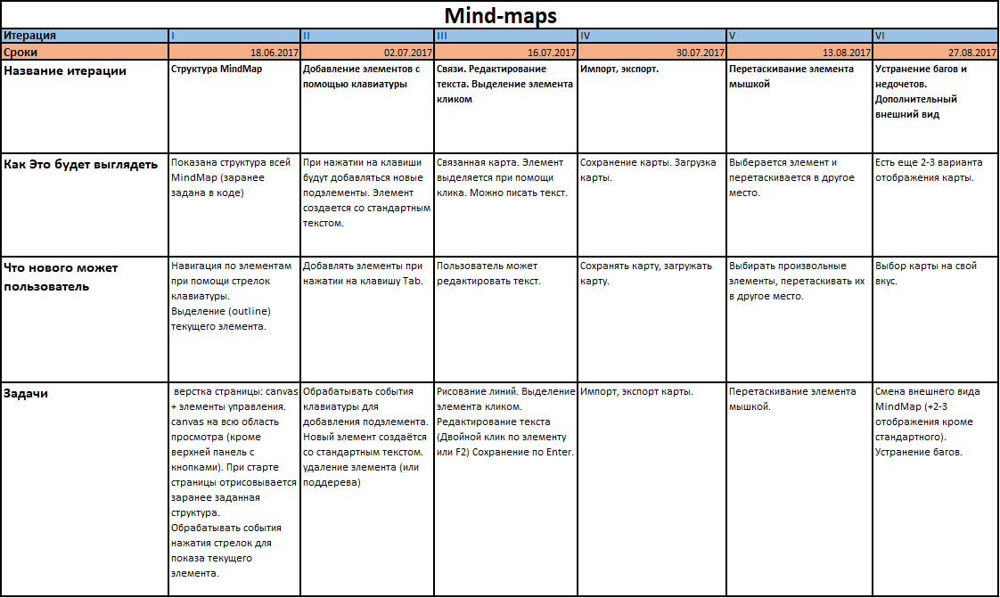 Mind-maps
Итерация
I
II
III
IV
V
VI
Сроки
18.06.2017
02.07.2017
16.07.2017
30.07.2017
13.08.2017
27.08.2017
Название итерации
Структура MindMap
Добавление элементов с
помощью клавиатуры
Связи. Редактирование
текста. Выделение элемента
кликом
Импорт, экспорт.
Перетаскивание элемента
мышкой
Устранение багов и
недочетов.
Дополнительный
внешний вид
Как Это будет выглядеть
Показана структура всей
MindMap (заранее
задана в коде)
При нажатии на клавиши
будут добавляться новые
подэлементы. Элемент
создается со стандартным
текстом.
Связанная карта. Элемент
выделяется при помощи
клика. Можно писать текст.
Сохранение карты. Загрузка
карты.
Выберается элемент и
перетаскивается в другое
место.
Есть еще 2-3 варианта
отображения карты.
Что нового может
пользователь
Навигация по элементам
при помощи стрелок
клавиатуры.
Выделение (outline)
текущего элемента.
Добавлять элементы при
нажатии на клавишу Tab.
Пользователь может
редактировать текст.
Сохранять карту, загружать
карту.
Выбирать произвольные
элементы, перетаскивать их
в другое место.
Выбор карты на свой
вкус.
Задачи
верстка страницы: canvas
+ элементы управления.
canvas на всю область
просмотра (кроме
верхней панель с
кнопками). При старте
страницы отрисовывается
заранее заданная
структура.
Обрабатывать события
нажатия стрелок для
показа текущего
элемента.
Обрабатывать события
клавиатуры для
добавления подэлемента.
Новый элемент создаётся
со стандартным текстом.
удаление элемента (или
поддерева)
Рисование линий. Выделение
элемента кликом.
Редактирование текста
(Двойной клик по элементу
или F2) Сохранение по Enter.
Импорт, экспорт карты.
Перетаскивание элемента
мышкой.
Смена внешнего вида
MindMap (+2-3
отображения кроме
стандартного).
Устранение багов.